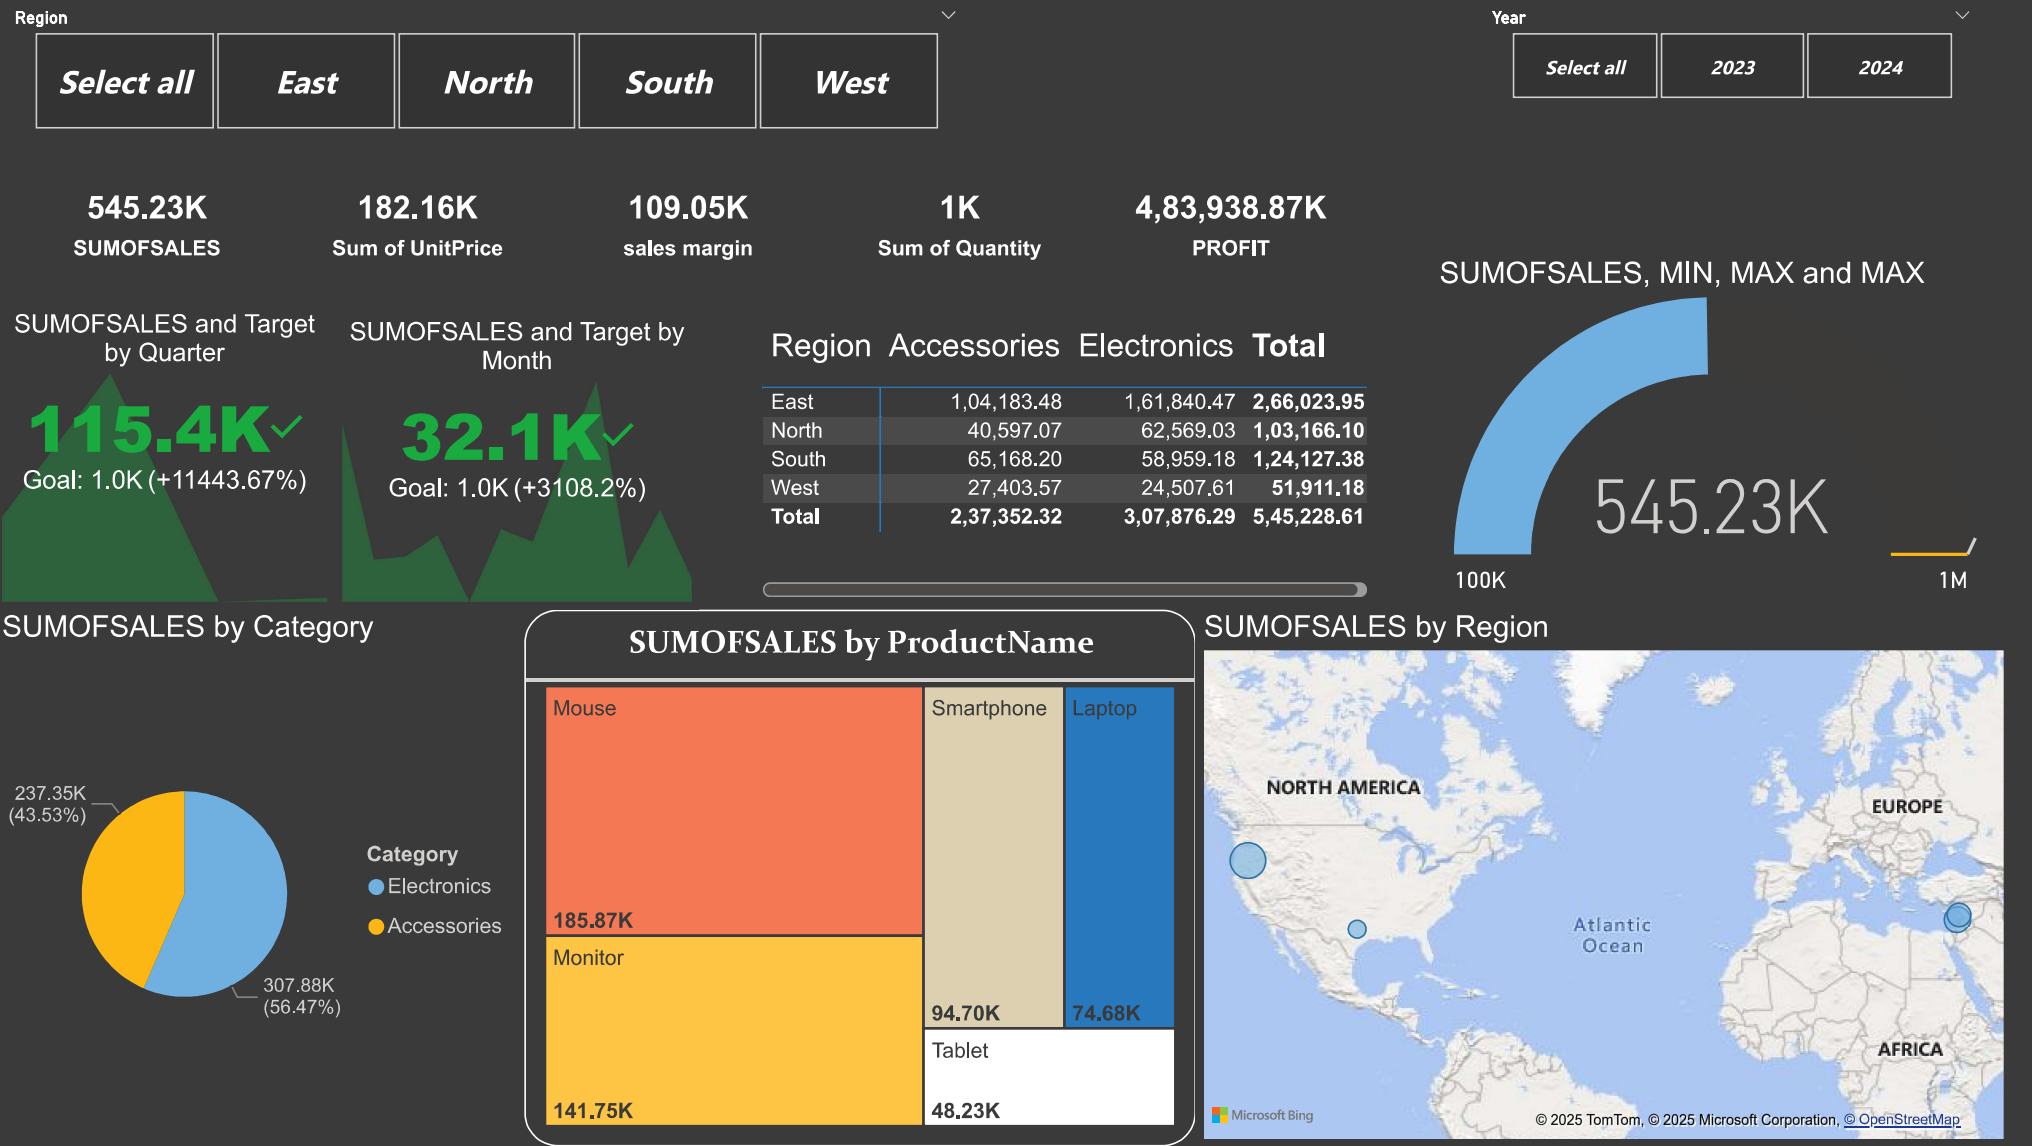 Region
Year
Select all
East
North
South
West
Select all
2023
2024
545.23K
SUMOFSALES
182.16K
Sum of UnitPrice
109.05K
sales margin
1K
Sum of Quantity
4,83,938.87K
PROFIT
SUMOFSALES, MIN, MAX and MAX
545.23K
100K
1M
SUMOFSALES and Target
by Quarter
115.4K
Goal: 1.0K (+11443.67%)
SUMOFSALES and Target by
Month
32.1K
Goal: 1.0K (+3108.2%)
Region Accessories Electronics Total
East 1,04,183.48 1,61,840.47 2,66,023.95
North 40,597.07 62,569.03 1,03,166.10
South 65,168.20 58,959.18 1,24,127.38
West 27,403.57 24,507.61 51,911.18
Total 2,37,352.32 3,07,876.29 5,45,228.61
SUMOFSALES by Category
237.35K
(43.53%)
307.88K
(56.47%)
Category
Electronics
Accessories
SUMOFSALES by ProductName
Mouse
185.87K
Monitor
141.75K
Smartphone
94.70K
Laptop
74.68K
Tablet
48.23K
SUMOFSALES by Region
NORTH AMERICA
EUROPE
Atlantic
Ocean
AFRICA
Microsoft Bing
© 2025 TomTom, © 2025 Microsoft Corporation, © OpenStreetMap